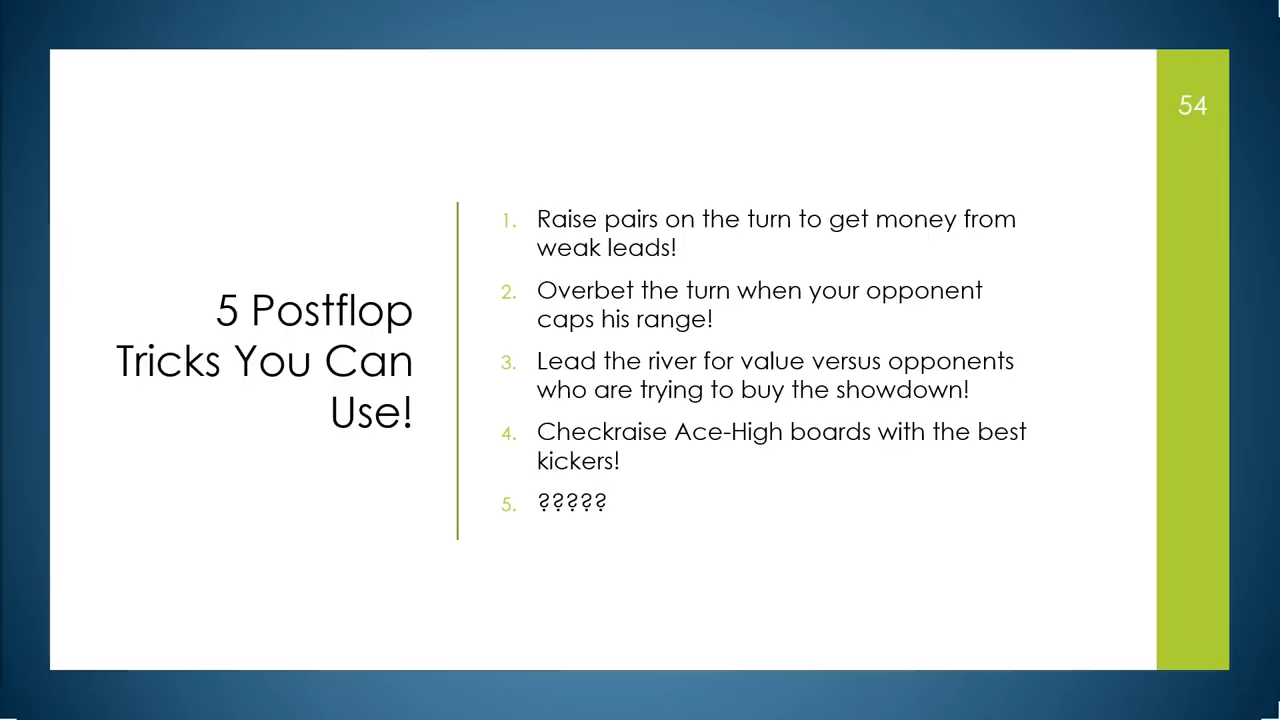 54
5 Postflop
Tricks You Can
Use!
1. Raise pairs on the turn to get money from
weak leads!
2. Overbet the turn when your opponent
caps his range!
3. Lead the river for value versus opponents
who are trying to buy the showdown!
4. Checkraise Ace-High boards with the best
kickers!
5. ?????